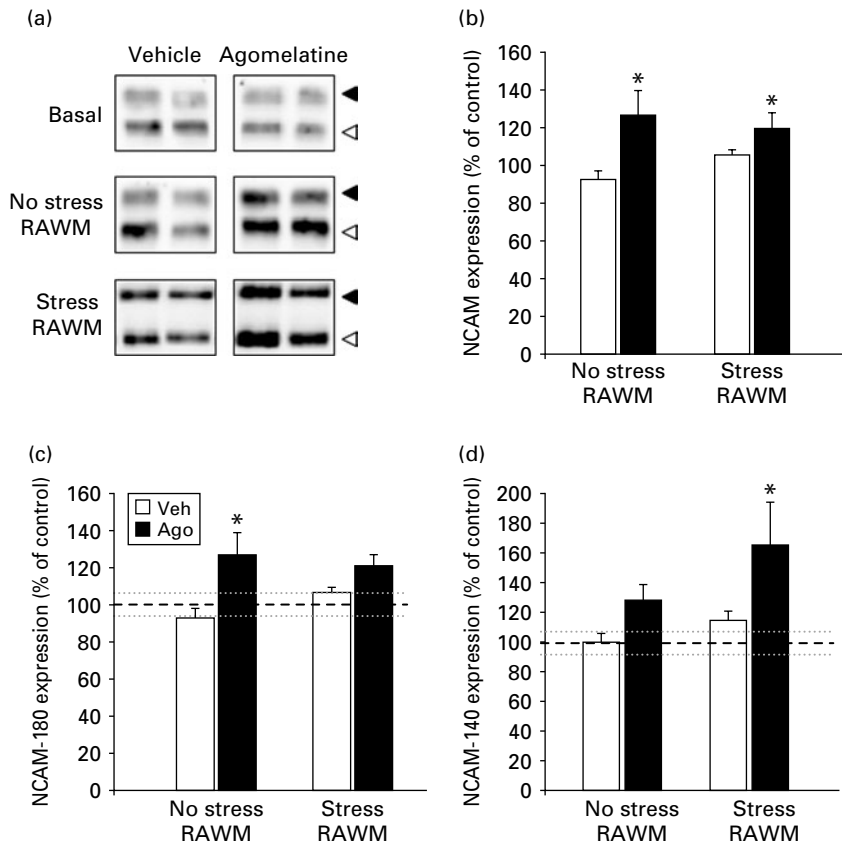 (a)
Vehicle Agomelatine
Basal
No stress
RAWM
Stress
RAWM
(b)
NCAM expression (% of control)
160
140
120
100
80
60
40
20
0
* *
No stress
RAWM
Stress
RAWM
(c)
NCAM-180 expression (% of control)
160
140
120
100
80
60
40
20
0
Veh
Ago
*
No stress
RAWM
Stress
RAWM
(d)
NCAM-140 expression (% of control)
200
180
160
140
120
100
80
60
40
20
0
*
No stress
RAWM
Stress
RAWM